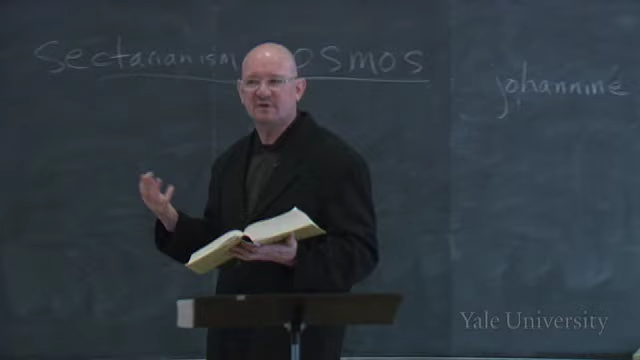 Sectarianism osmos
johannine
Yale University